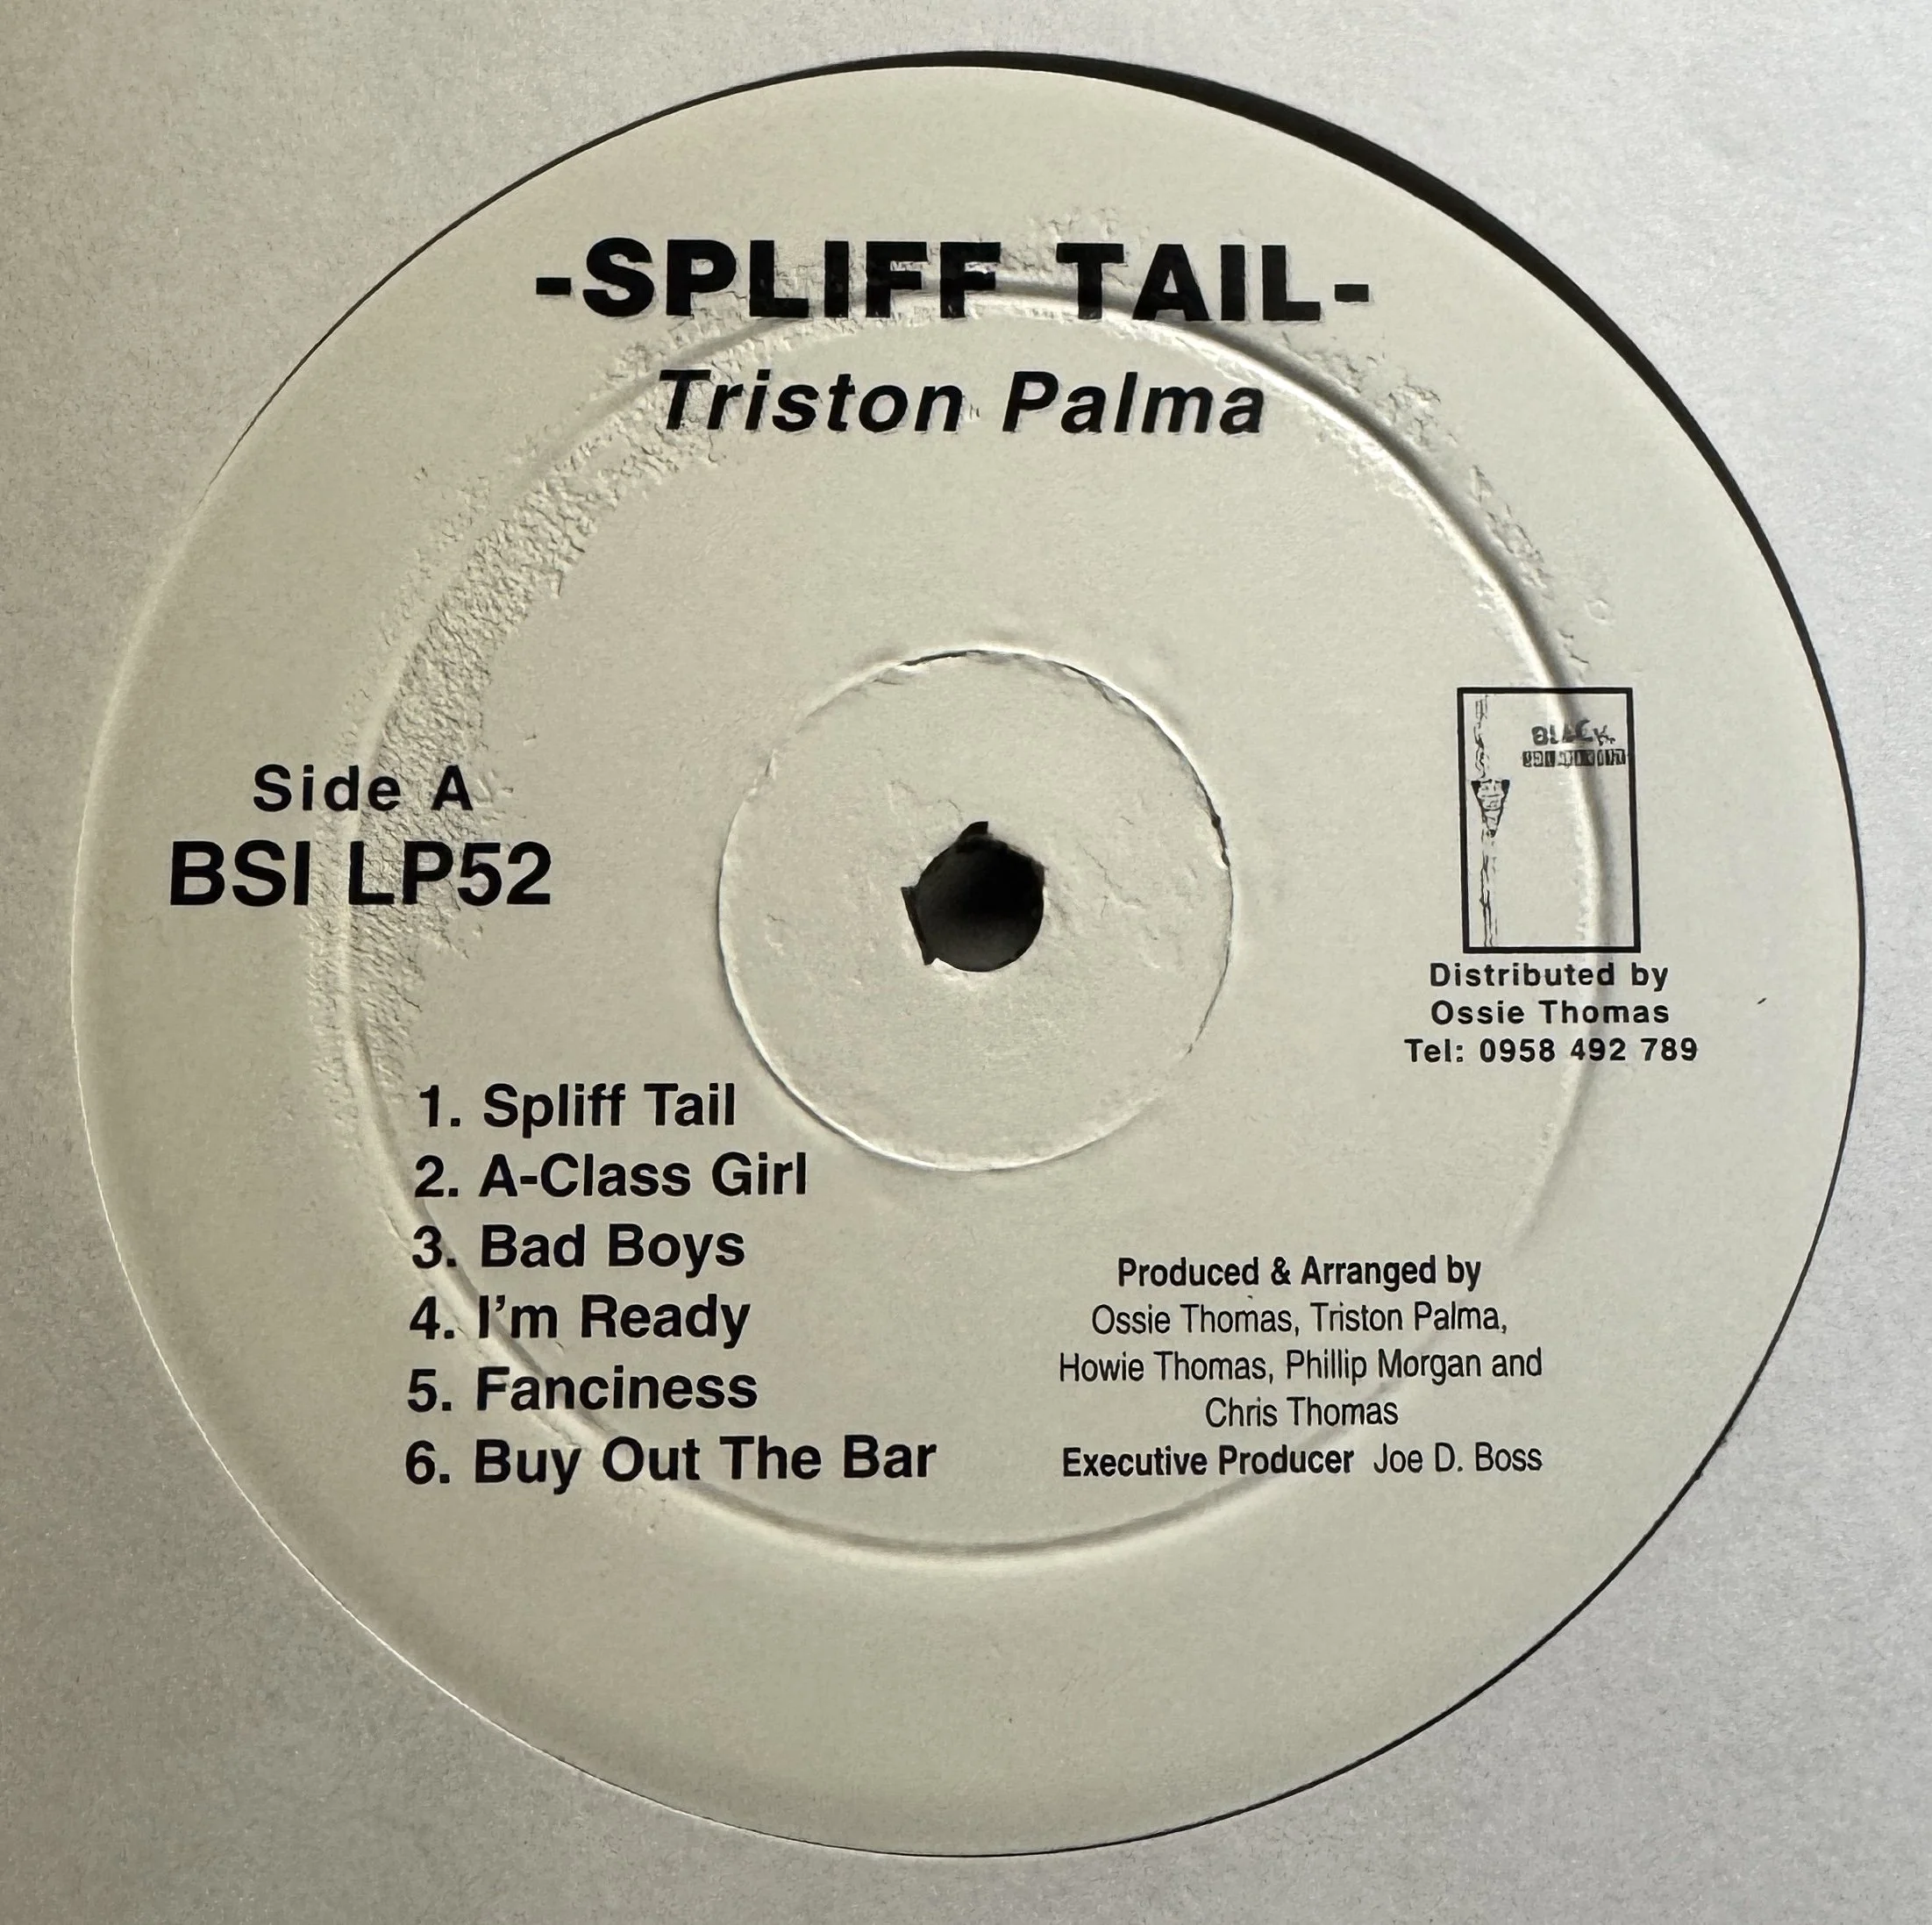 -SPLIFF TAIL-
Triston Palma
Side A
BSI LP52
BLACK
Distributed by
Ossie Thomas
Tel: 0958 492 789
1. Spliff Tail
2. A-Class Girl
3. Bad Boys
4. I'm Ready
5. Fanciness
6. Buy Out The Bar
Produced & Arranged by
Ossie Thomas, Triston Palma,
Howie Thomas, Phillip Morgan and
Chris Thomas
Executive Producer Joe D. Boss